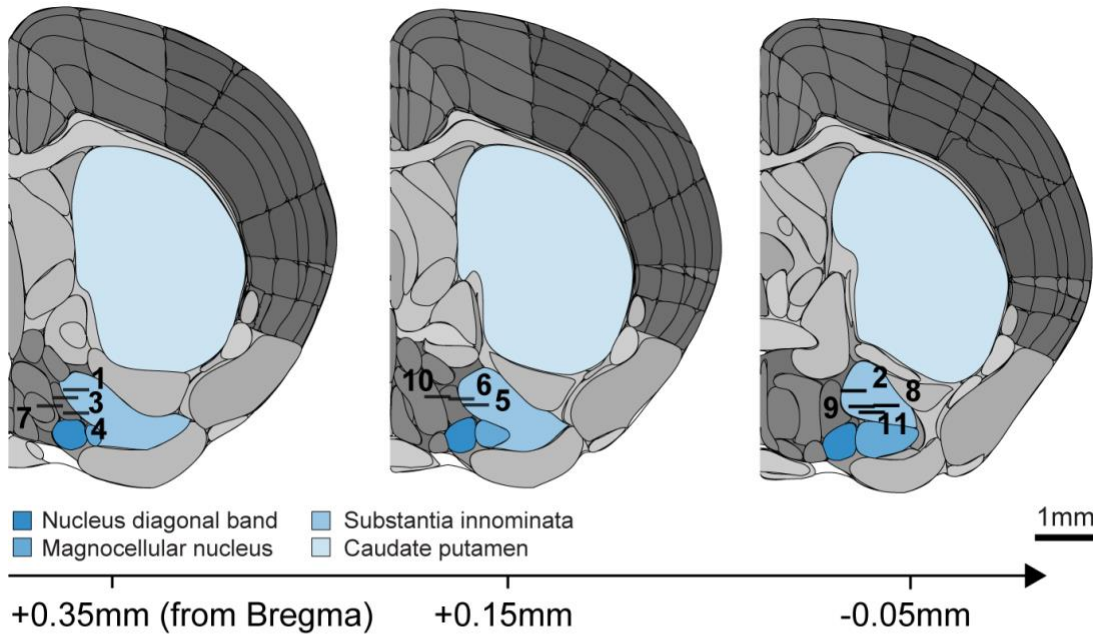 1
3
7
4
10
6
5
2
8
9
11
Nucleus diagonal band
Substantia innominata
Magnocellular nucleus
Caudate putamen
1mm
+0.35mm (from Bregma)
+0.15mm
-0.05mm